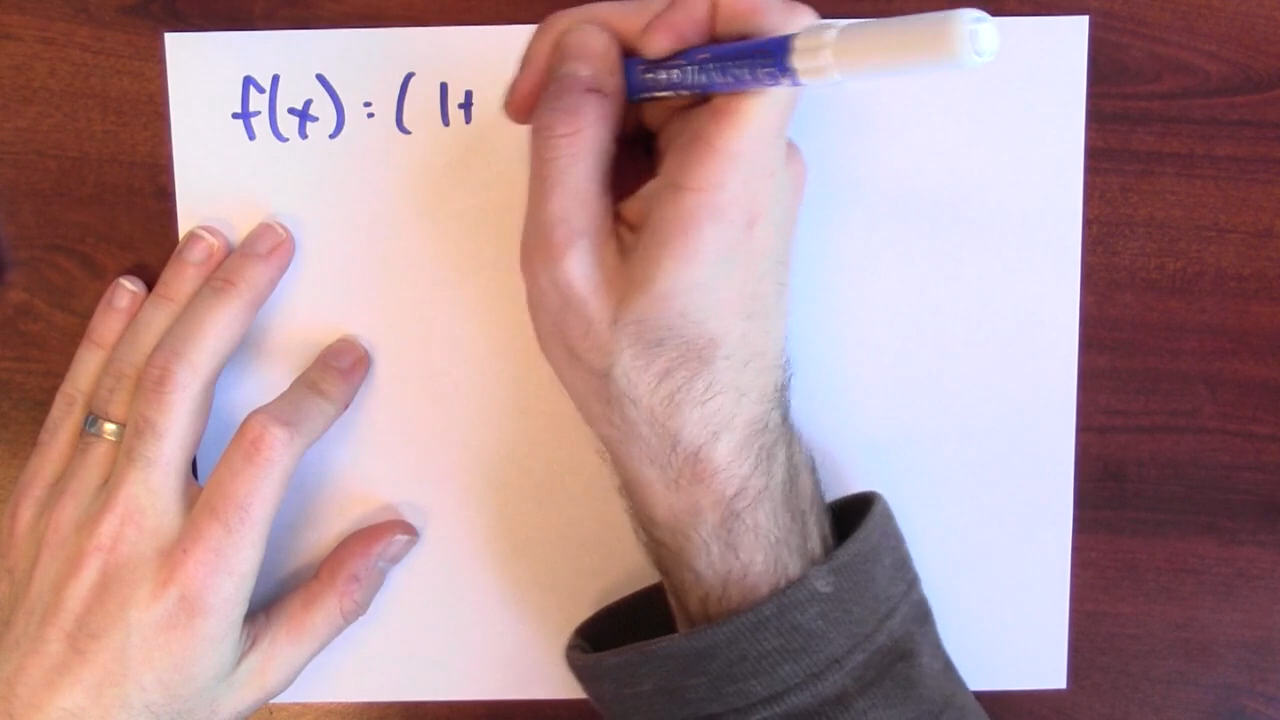 f(x) = ( 1+